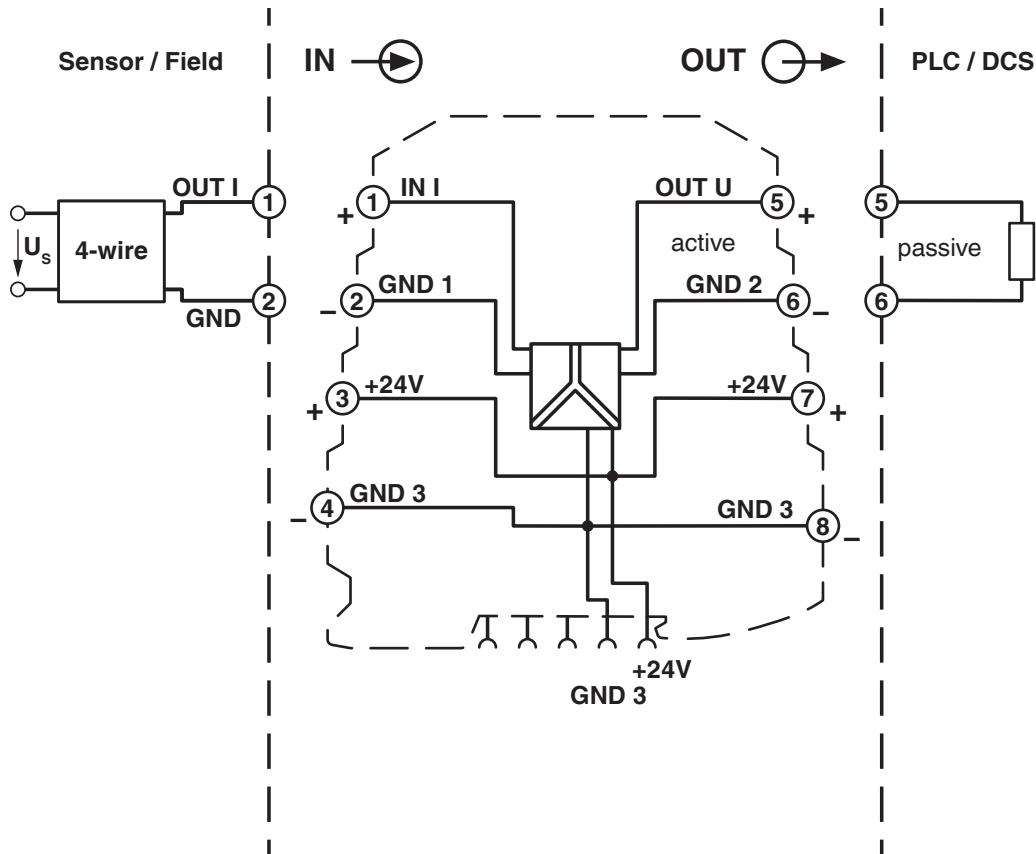 Sensor / Field
IN
OUT
PLC / DCS
OUT I
1
+ 1 IN I
OUT U 5 +
5
U_S
4-wire
active
passive
GND
2
– 2 GND 1
GND 2 6 –
6
+ 3 +24V
+24V 7 +
– 4 GND 3
GND 3 8 –
+24V
GND 3